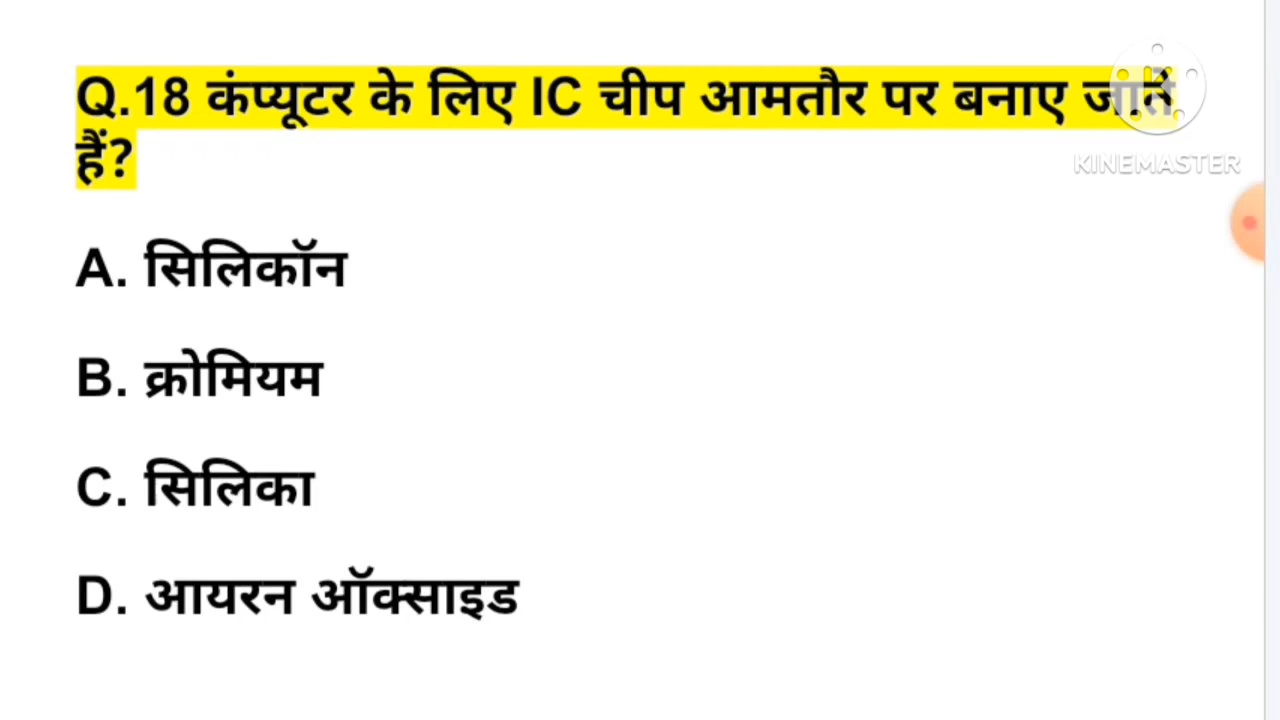 Q.18 कंप्यूटर के लिए IC चीप आमतौर पर बनाए जाते
हैं?
KINEMASTER
A. सिलिकॉन
B. क्रोमियम
C. सिलिका
D. आयरन ऑक्साइड